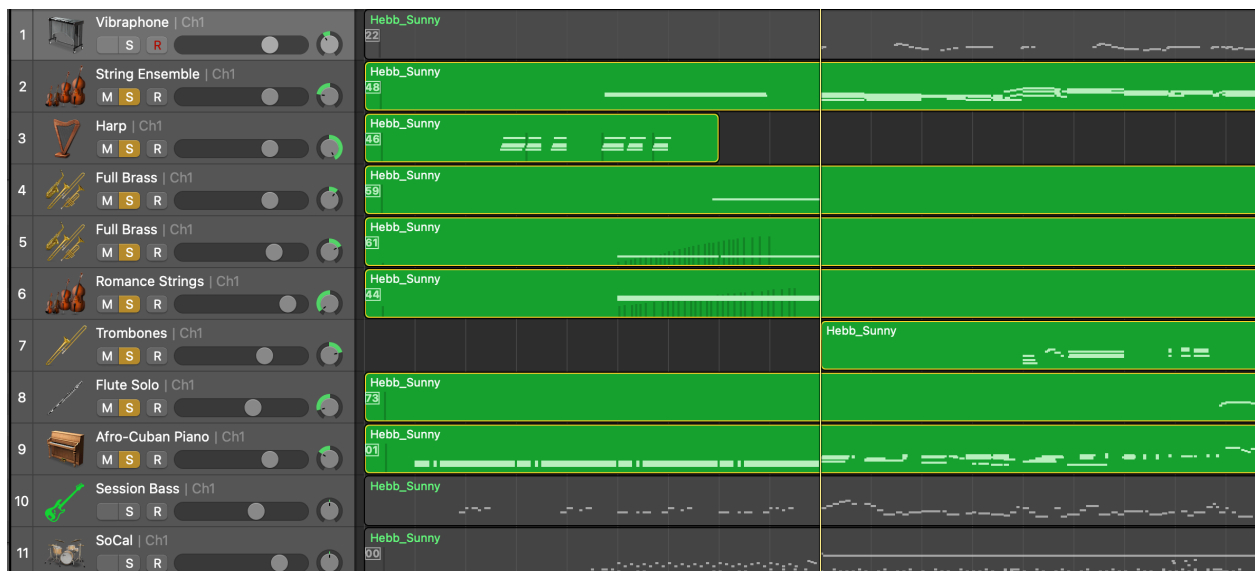 1 Vibraphone | Ch1 S R Hebb_Sunny 22
2 String Ensemble | Ch1 M S R Hebb_Sunny 48
3 Harp | Ch1 M S R Hebb_Sunny 46
4 Full Brass | Ch1 M S R Hebb_Sunny 59
5 Full Brass | Ch1 M S R Hebb_Sunny 61
6 Romance Strings | Ch1 M S R Hebb_Sunny 44
7 Trombones | Ch1 M S R Hebb_Sunny
8 Flute Solo | Ch1 M S R Hebb_Sunny 73
9 Afro-Cuban Piano | Ch1 M S R Hebb_Sunny 01
10 Session Bass | Ch1 S R Hebb_Sunny
11 SoCal | Ch1 S R Hebb_Sunny 00